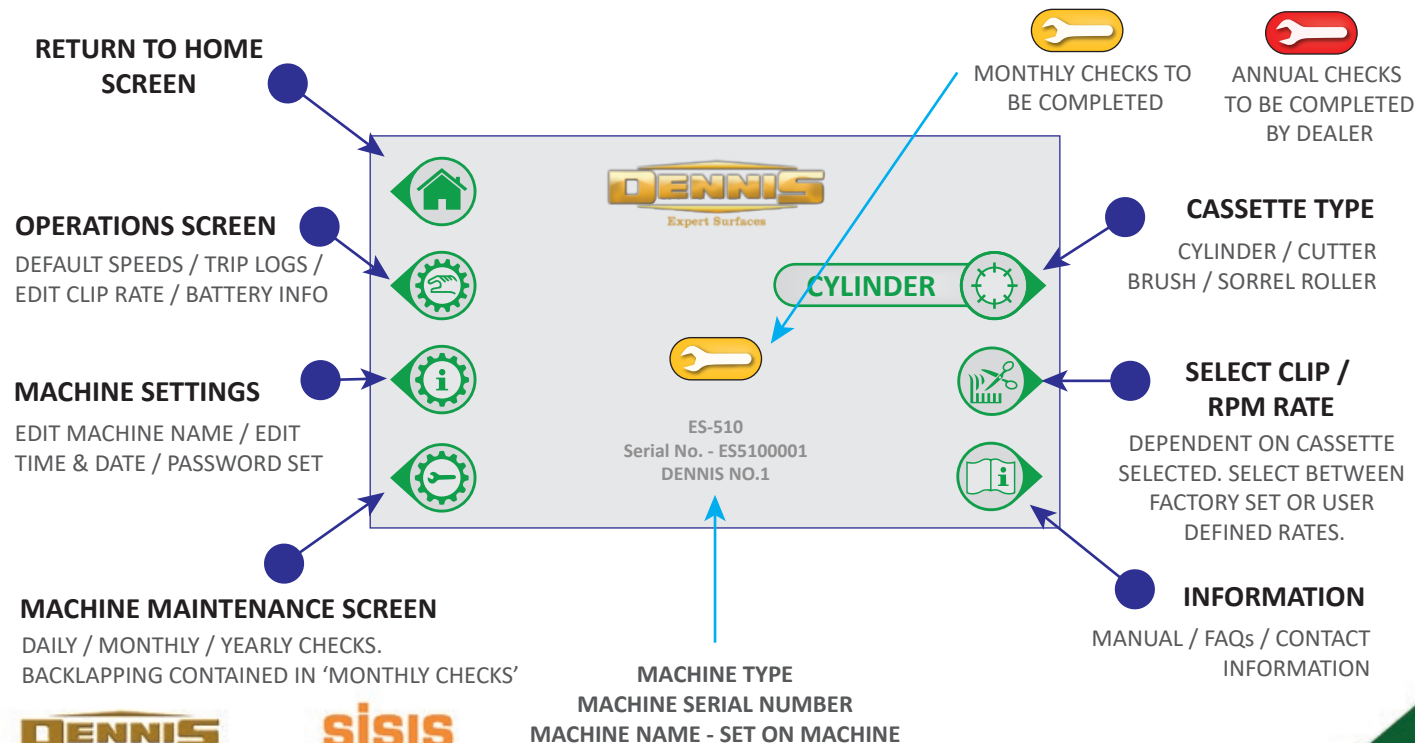 RETURN TO HOME
SCREEN
MONTHLY CHECKS TO
BE COMPLETED
ANNUAL CHECKS
TO BE COMPLETED
BY DEALER
DENNIS
Expert Surfaces
OPERATIONS SCREEN
DEFAULT SPEEDS / TRIP LOGS /
EDIT CLIP RATE / BATTERY INFO
CYLINDER
CASSETTE TYPE
CYLINDER / CUTTER
BRUSH / SORREL ROLLER
MACHINE SETTINGS
EDIT MACHINE NAME / EDIT
TIME & DATE / PASSWORD SET
i
ES-510
Serial No. - ES5100001
DENNIS NO.1
SELECT CLIP /
RPM RATE
DEPENDENT ON CASSETTE
SELECTED. SELECT BETWEEN
FACTORY SET OR USER
DEFINED RATES.
i
MACHINE MAINTENANCE SCREEN
DAILY / MONTHLY / YEARLY CHECKS.
BACKLAPPING CONTAINED IN ‘MONTHLY CHECKS’
INFORMATION
MANUAL / FAQs / CONTACT
INFORMATION
MACHINE TYPE
MACHINE SERIAL NUMBER
MACHINE NAME - SET ON MACHINE
DENNIS
SISIS